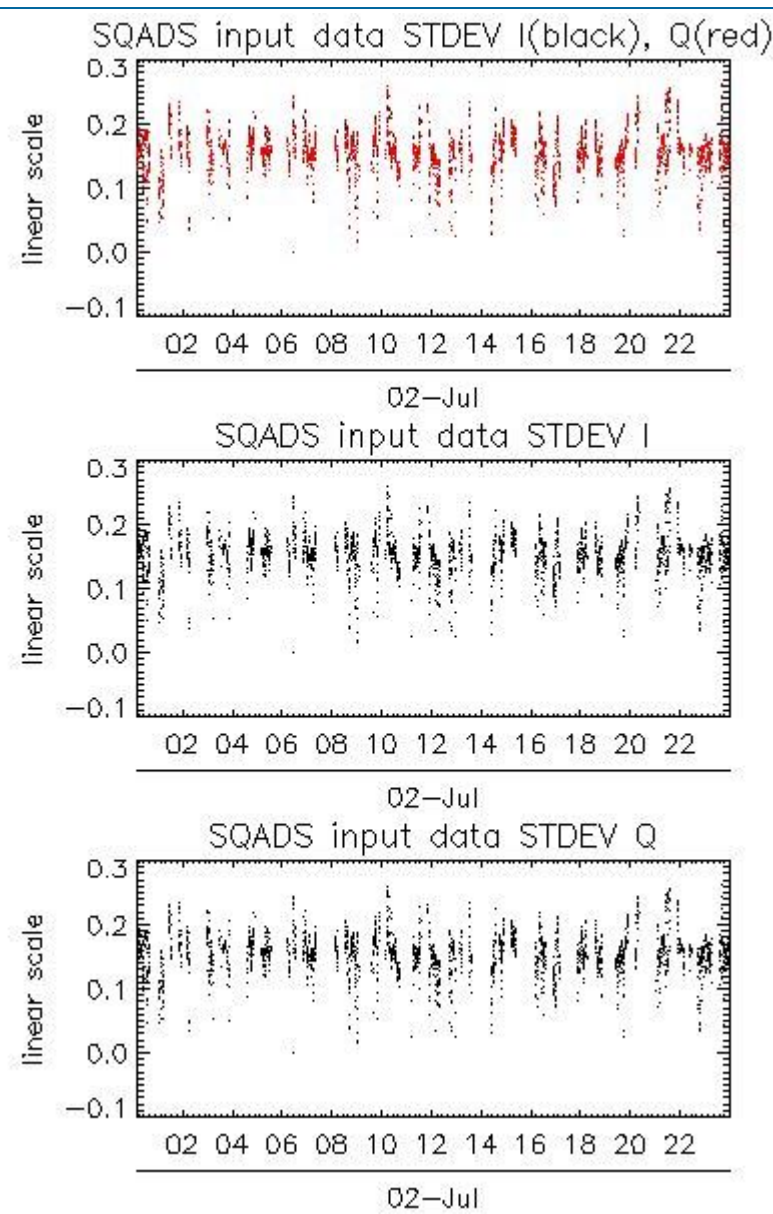 SQADS input data STDEV I(black), Q(red)
0.3
0.2
0.1
0.0
−0.1
linear scale
02 04 06 08 10 12 14 16 18 20 22
02−Jul
SQADS input data STDEV I
0.3
0.2
0.1
0.0
−0.1
linear scale
02 04 06 08 10 12 14 16 18 20 22
02−Jul
SQADS input data STDEV Q
0.3
0.2
0.1
0.0
−0.1
linear scale
02 04 06 08 10 12 14 16 18 20 22
02−Jul